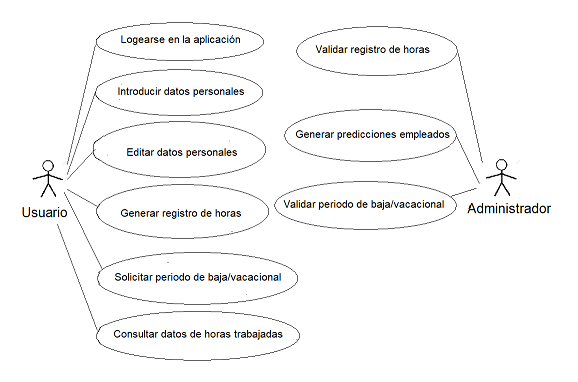 Logearse en la aplicación
Introducir datos personales
Editar datos personales
Usuario
Generar registro de horas
Solicitar periodo de baja/vacacional
Consultar datos de horas trabajadas
Validar registro de horas
Generar predicciones empleados
Validar periodo de baja/vacacional
Administrador